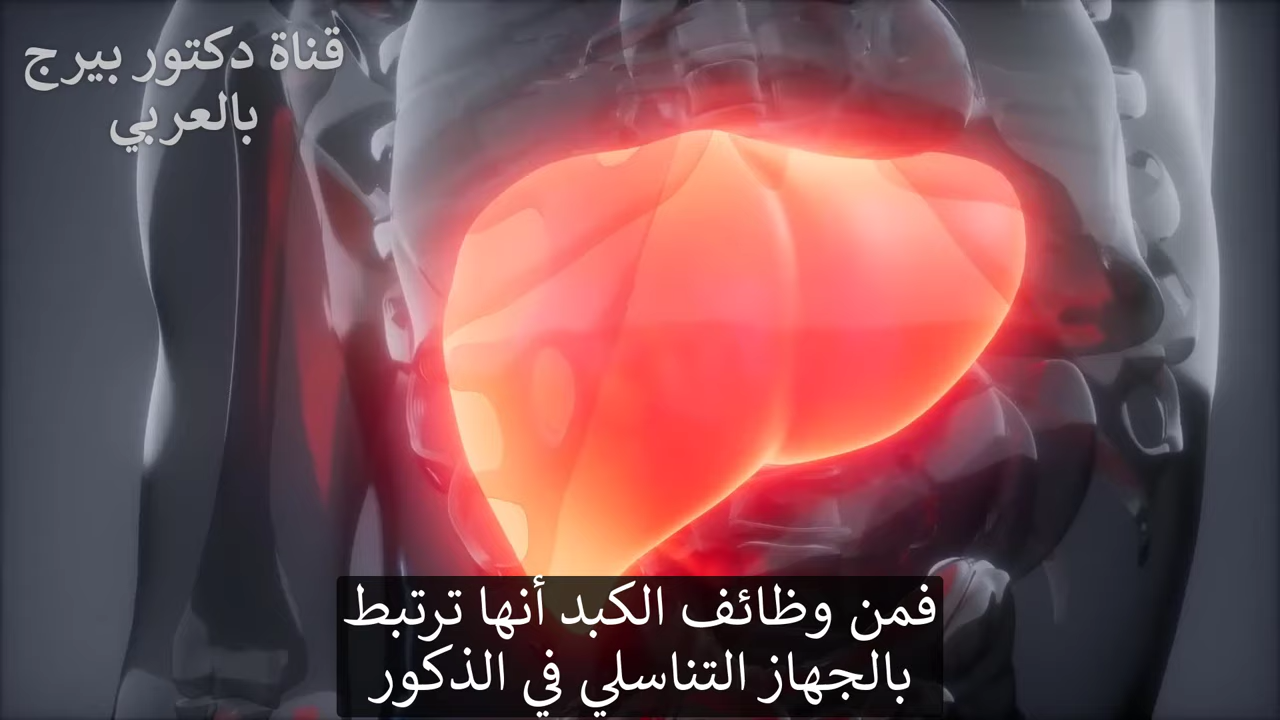 قناة دكتور بيرج
بالعربي
فمن وظائف الكبد أنها ترتبط
بالجهاز التناسلي في الذكور